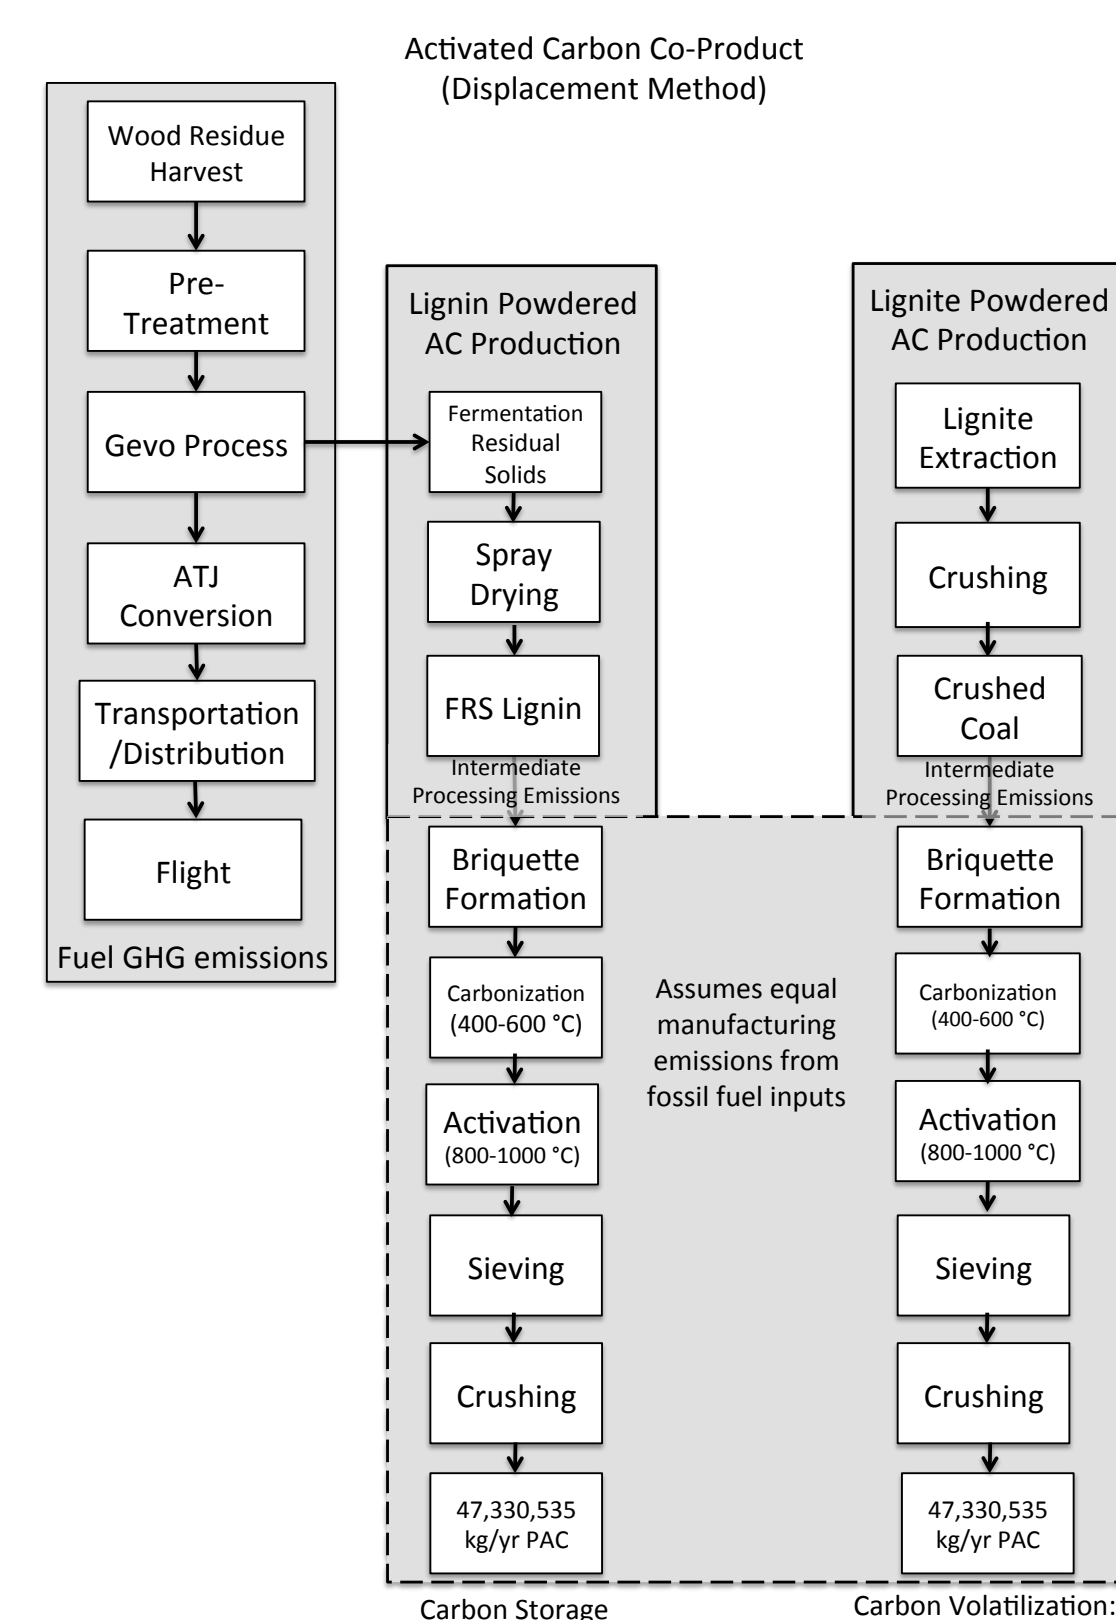 Activated Carbon Co-Product
(Displacement Method)
Wood Residue
Harvest
Pre-
Treatment
Gevo Process
ATJ
Conversion
Transportation
/Distribution
Flight
Fuel GHG emissions
Lignin Powdered
AC Production
Fermentation
Residual
Solids
Spray
Drying
FRS Lignin
Intermediate
Processing Emissions
Briquette
Formation
Carbonization
(400-600 °C)
Activation
(800-1000 °C)
Sieving
Crushing
47,330,535
kg/yr PAC
Carbon Storage
Assumes equal
manufacturing
emissions from
fossil fuel inputs
Lignite Powdered
AC Production
Lignite
Extraction
Crushing
Crushed
Coal
Intermediate
Processing Emissions
Briquette
Formation
Carbonization
(400-600 °C)
Activation
(800-1000 °C)
Sieving
Crushing
47,330,535
kg/yr PAC
Carbon Volatilization: